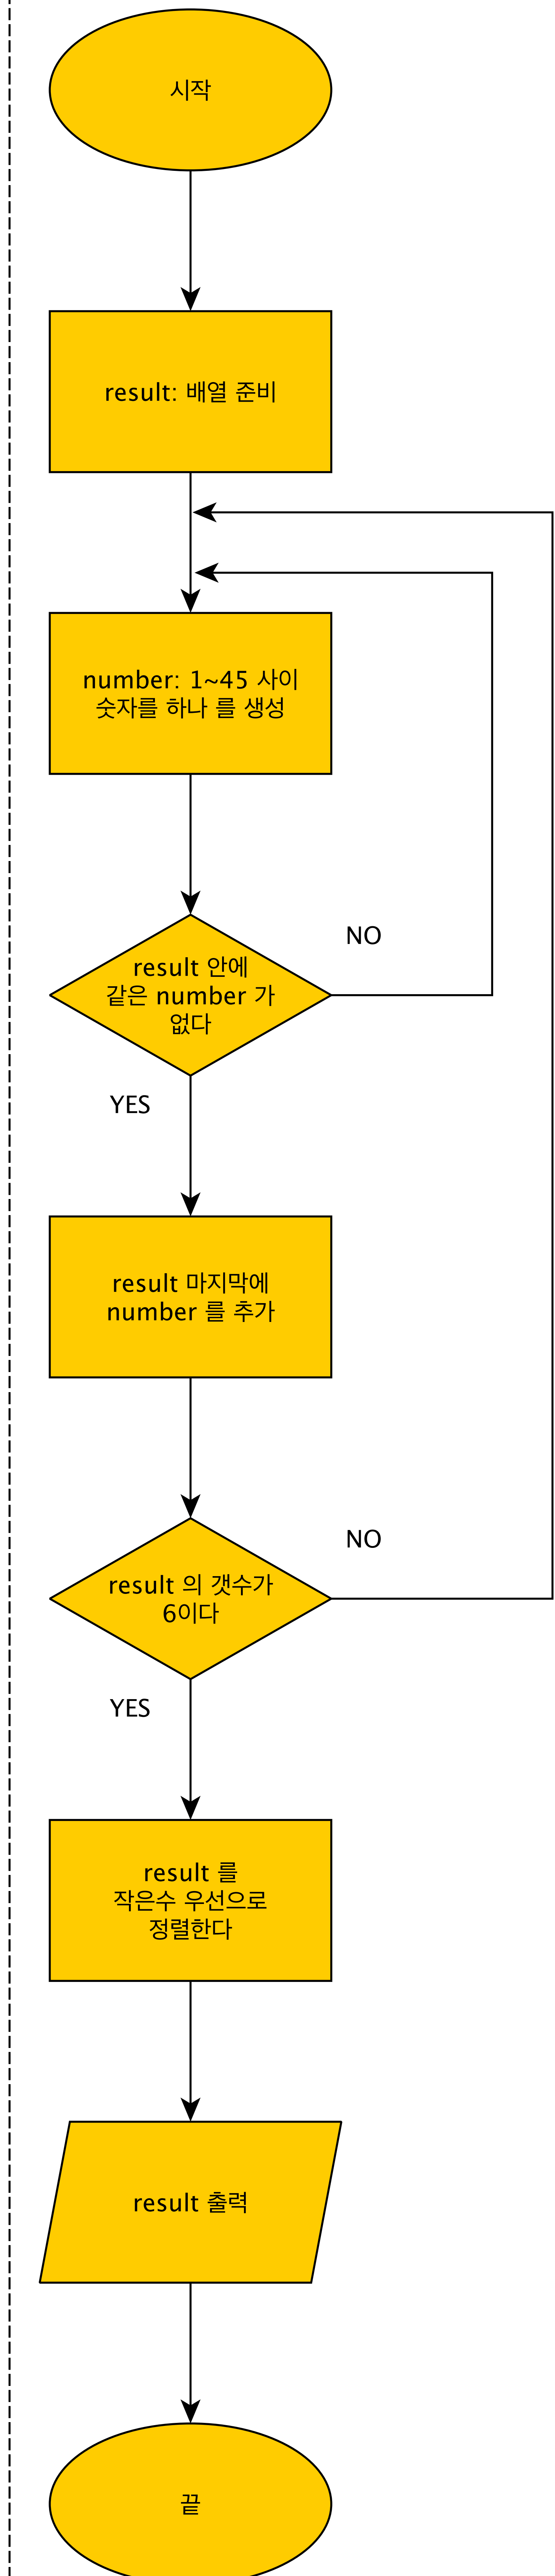 시작
result: 배열 준비
number: 1~45 사이
숫자를 하나 를 생성
result 안에
같은 number 가
없다
NO
YES
result 마지막에
number 를 추가
result 의 갯수가
6이다
NO
YES
result 를
작은수 우선으로
정렬한다
result 출력
끝